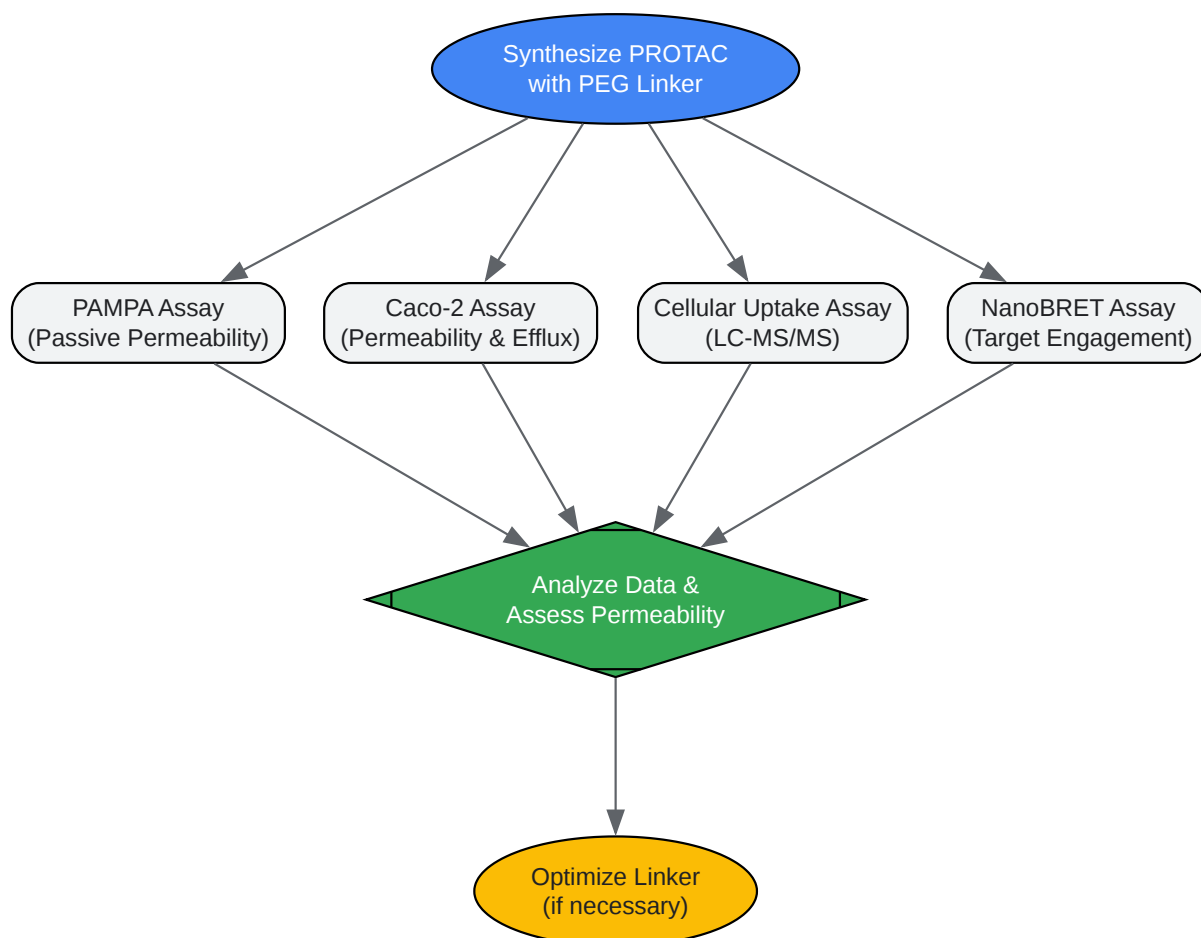 Synthesize PROTAC
with PEG Linker
PAMPA Assay
(Passive Permeability)
Caco-2 Assay
(Permeability & Efflux)
Cellular Uptake Assay
(LC-MS/MS)
NanoBRET Assay
(Target Engagement)
Analyze Data &
Assess Permeability
Optimize Linker
(if necessary)